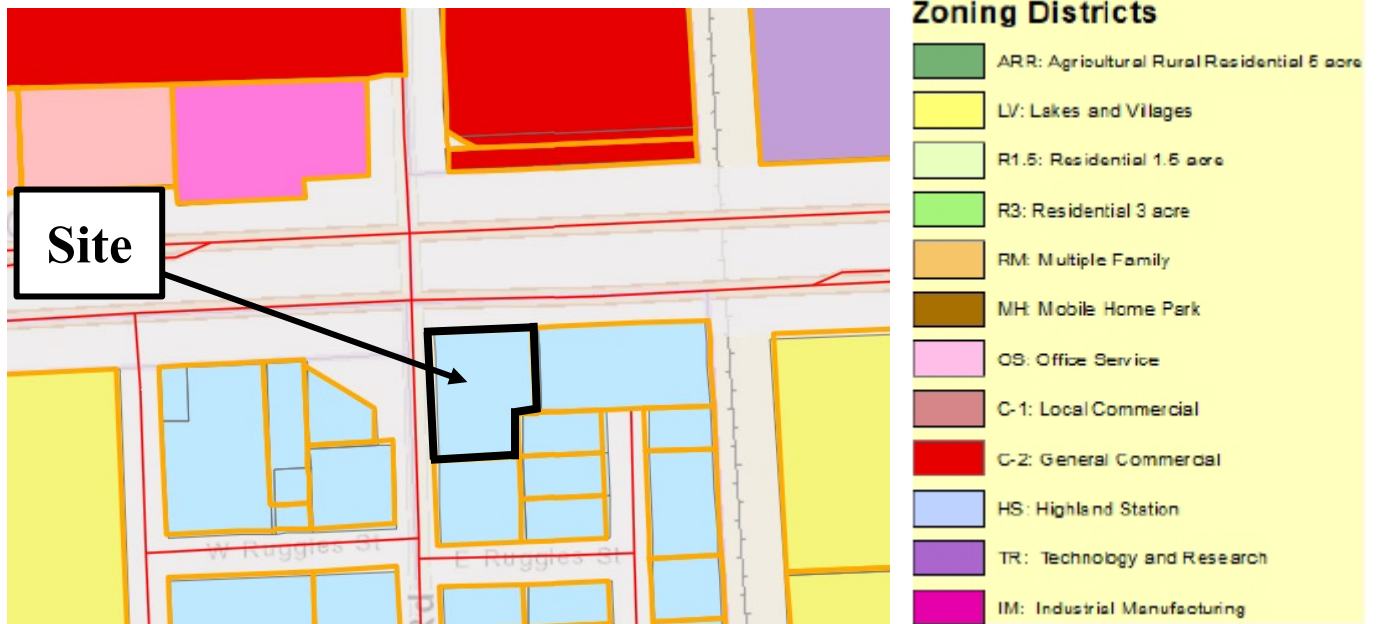 Zoning Districts
ARR: Agricultural Rural Residential 5 acre
LV: Lakes and Villages
R1.5: Residential 1.5 acre
R3: Residential 3 acre
RM: Multiple Family
MH: Mobile Home Park
OS: Office Service
C-1: Local Commercial
C-2: General Commercial
HS: Highland Station
TR: Technology and Research
IM: Industrial Manufacturing
Site
W Ruggles St
E Ruggles St
Rd